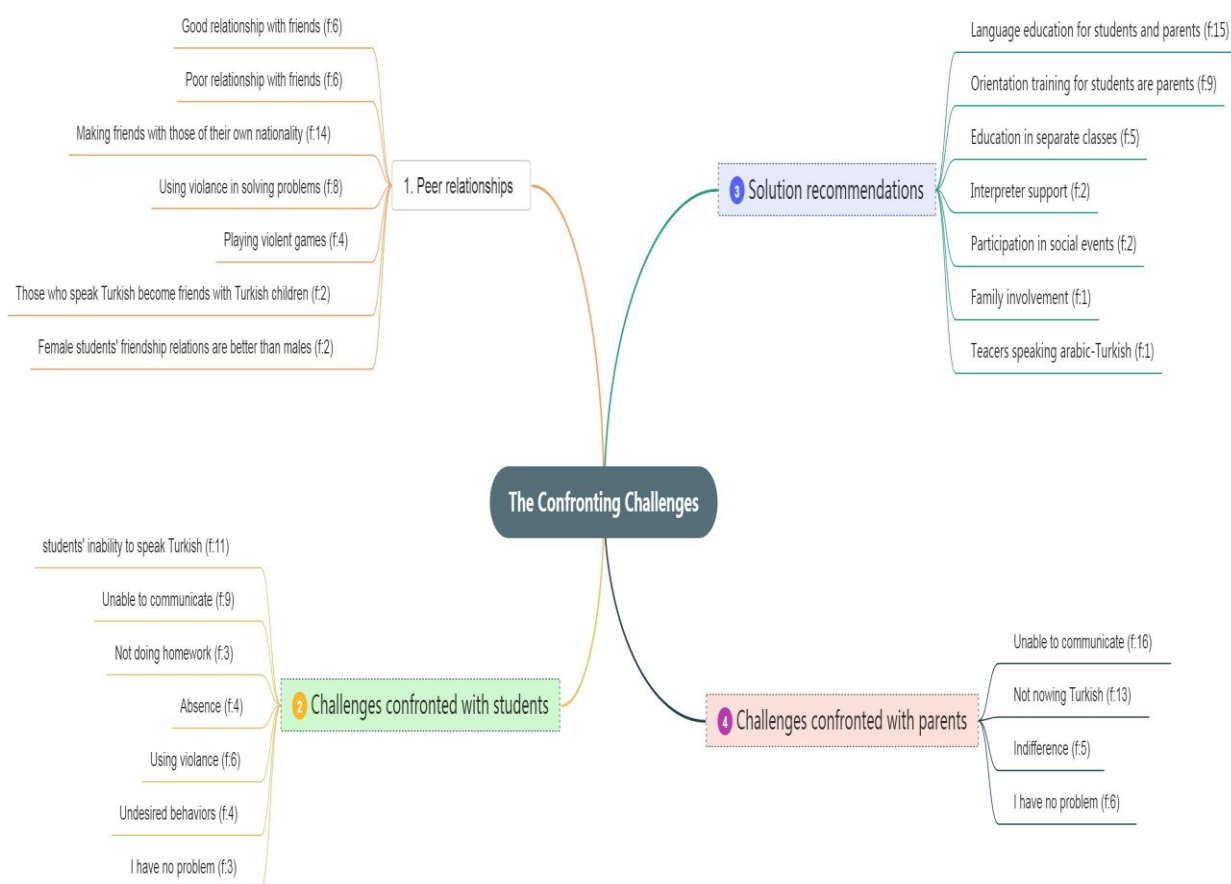 Good relationship with friends (f:6)
Poor relationship with friends (f:6)
Making friends with those of their own nationality (f:14)
Using violance in solving problems (f:8)
Playing violent games (f:4)
Those who speak Turkish become friends with Turkish children (f:2)
Female students' friendship relations are better than males (f:2)
1. Peer relationships
3 Solution recommendations
Language education for students and parents (f:15)
Orientation training for students are parents (f:9)
Education in separate classes (f:5)
Interpreter support (f:2)
Participation in social events (f:2)
Family involvement (f:1)
Teacers speaking arabic-Turkish (f:1)
The Confronting Challenges
students' inability to speak Turkish (f:11)
Unable to communicate (f:9)
Not doing homework (f:3)
Absence (f:4)
Using violance (f:6)
Undesired behaviors (f:4)
I have no problem (f:3)
2 Challenges confronted with students
4 Challenges confronted with parents
Unable to communicate (f:16)
Not nowing Turkish (f:13)
Indifference (f:5)
I have no problem (f:6)